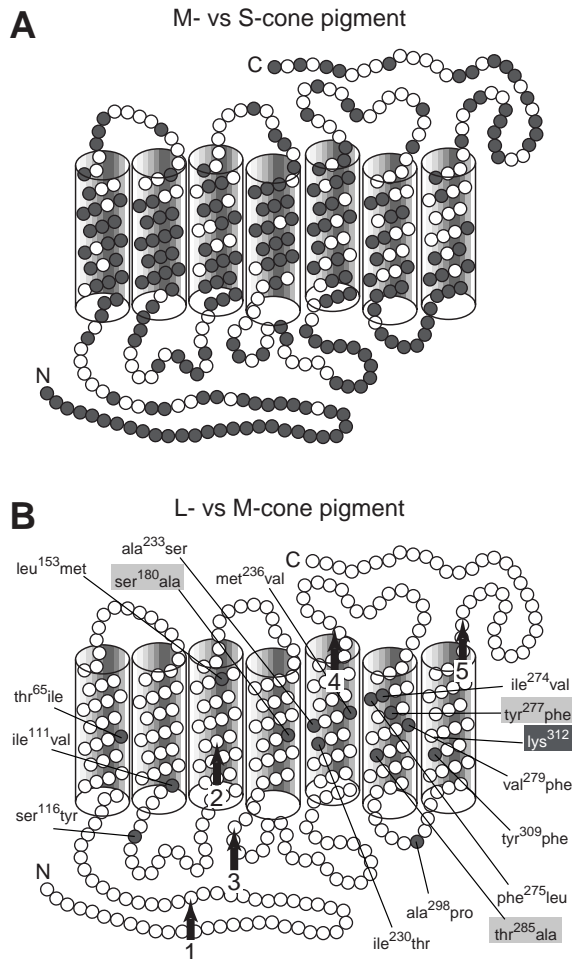 A
M- vs S-cone pigment
C
N
B
L- vs M-cone pigment
ala²³³ser
leu¹⁵³met
ser¹⁸⁰ala
met²³⁶val
C
thr⁶⁵ile
ile¹¹¹val
ser¹¹⁶tyr
4
5
ile²⁷⁴val
tyr²⁷⁷phe
lys³¹²
val²⁷⁹phe
2
tyr³⁰⁹phe
N
3
phe²⁷⁵leu
ala²⁹⁸pro
thr²⁸⁵ala
ile²³⁰thr
1